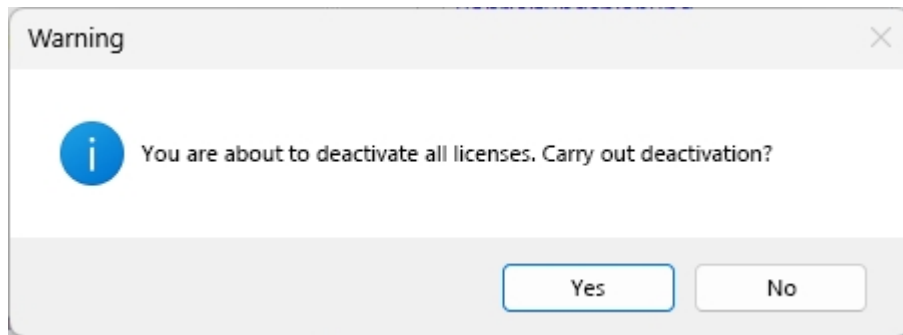 Warning
You are about to deactivate all licenses. Carry out deactivation?
Yes
No